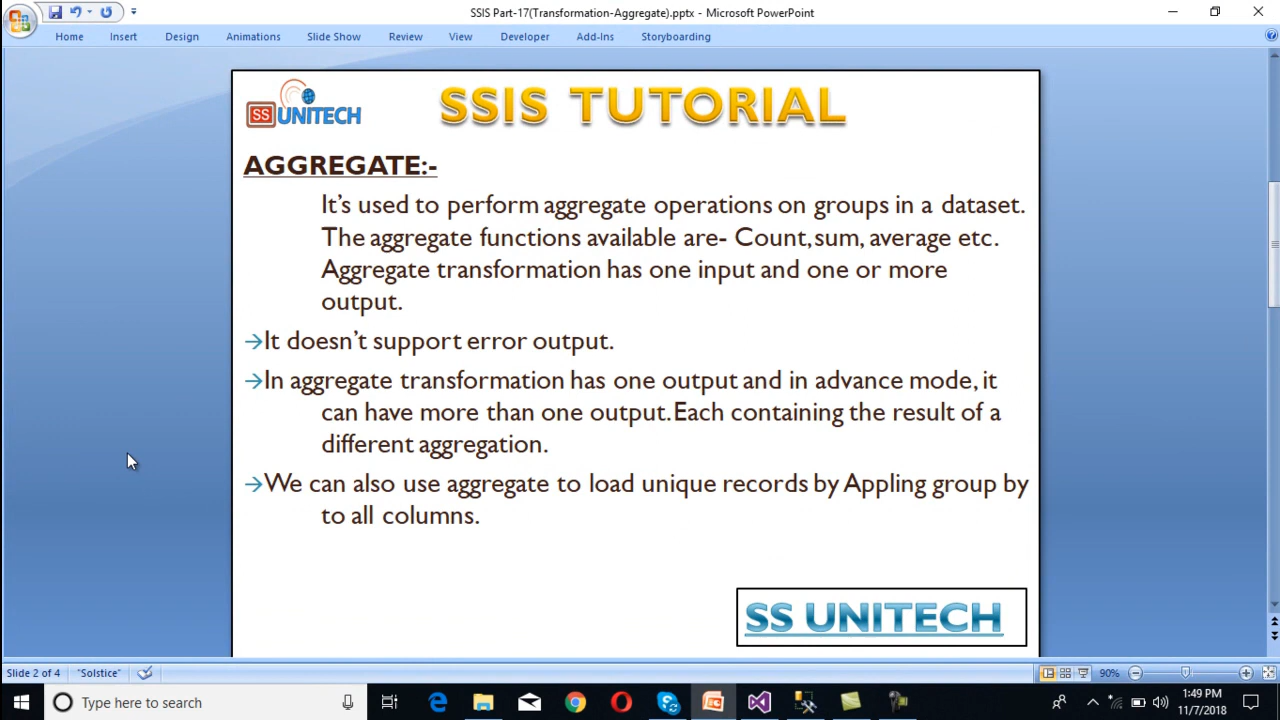 SSIS Part-17(Transformation-Aggregate).pptx - Microsoft PowerPoint
Home Insert Design Animations Slide Show Review View Developer Add-Ins Storyboarding
SS UNITECH
SSIS TUTORIAL
AGGREGATE:-
It's used to perform aggregate operations on groups in a dataset.
The aggregate functions available are- Count, sum, average etc.
Aggregate transformation has one input and one or more
output.
→It doesn't support error output.
→In aggregate transformation has one output and in advance mode, it
can have more than one output. Each containing the result of a
different aggregation.
→We can also use aggregate to load unique records by Appling group by
to all columns.
SS UNITECH
Slide 2 of 4 "Solstice" 90%
Type here to search
1:49 PM
11/7/2018